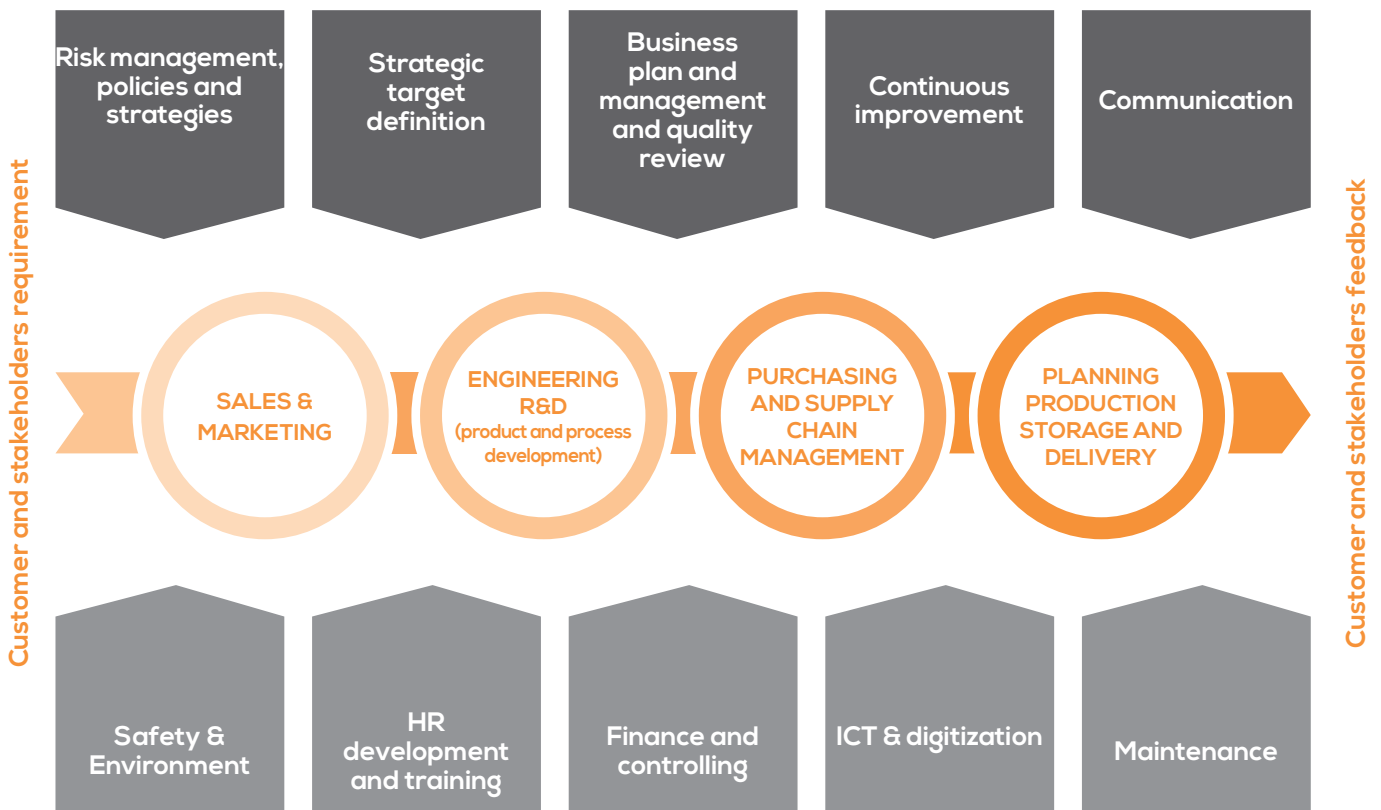 Risk management,
policies and
strategies
Strategic
target
definition
Business
plan and
management
and quality
review
Continuous
improvement
Communication
Customer and stakeholders requirement
SALES &
MARKETING
ENGINEERING
R&D
(product and process
development)
PURCHASING
AND SUPPLY
CHAIN
MANAGEMENT
PLANNING
PRODUCTION
STORAGE AND
DELIVERY
Customer and stakeholders feedback
Safety &
Environment
HR
development
and training
Finance and
controlling
ICT & digitization
Maintenance